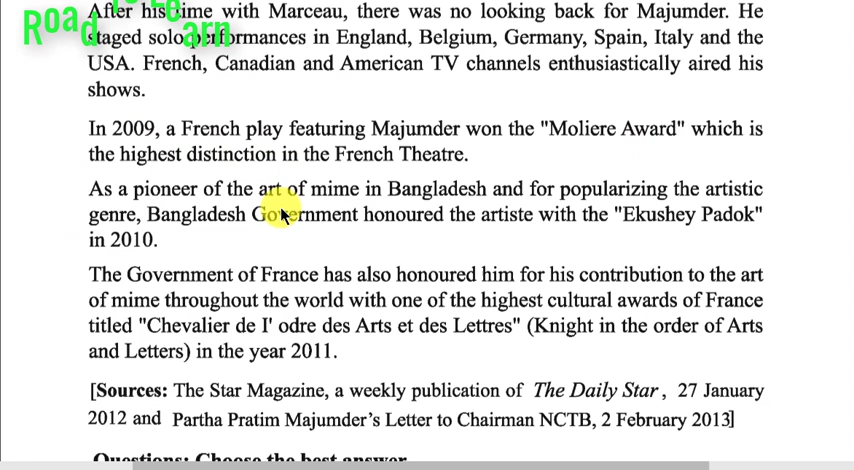 Road to Learn
After his time with Marceau, there was no looking back for Majumder. He
staged solo performances in England, Belgium, Germany, Spain, Italy and the
USA. French, Canadian and American TV channels enthusiastically aired his
shows.
In 2009, a French play featuring Majumder won the "Moliere Award" which is
the highest distinction in the French Theatre.
As a pioneer of the art of mime in Bangladesh and for popularizing the artistic
genre, Bangladesh Government honoured the artiste with the "Ekushey Padok"
in 2010.
The Government of France has also honoured him for his contribution to the art
of mime throughout the world with one of the highest cultural awards of France
titled "Chevalier de I' odre des Arts et des Lettres" (Knight in the order of Arts
and Letters) in the year 2011.
[Sources: The Star Magazine, a weekly publication of The Daily Star, 27 January
2012 and Partha Pratim Majumder's Letter to Chairman NCTB, 2 February 2013]
Questions: Choose the best answer